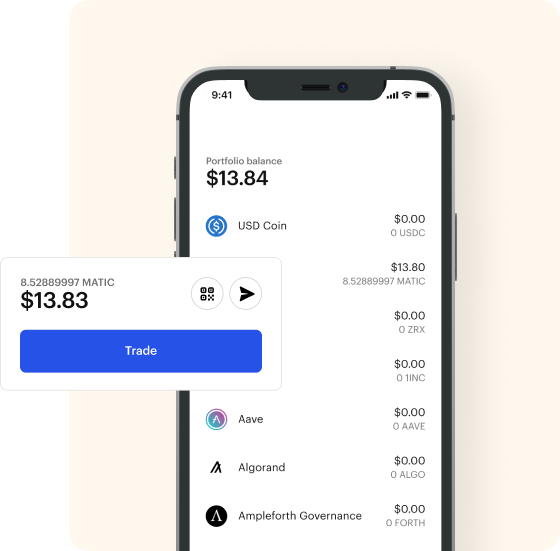 9:41
Portfolio balance
$13.84
USD Coin
$0.00
0 USDC
$13.80
8.52889997 MATIC
8.52889997 MATIC
$13.83
Trade
$0.00
0 ZRX
$0.00
0 1INC
Aave
$0.00
0 AAVE
Algorand
$0.00
0 ALGO
Ampleforth Governance
$0.00
0 FORTH